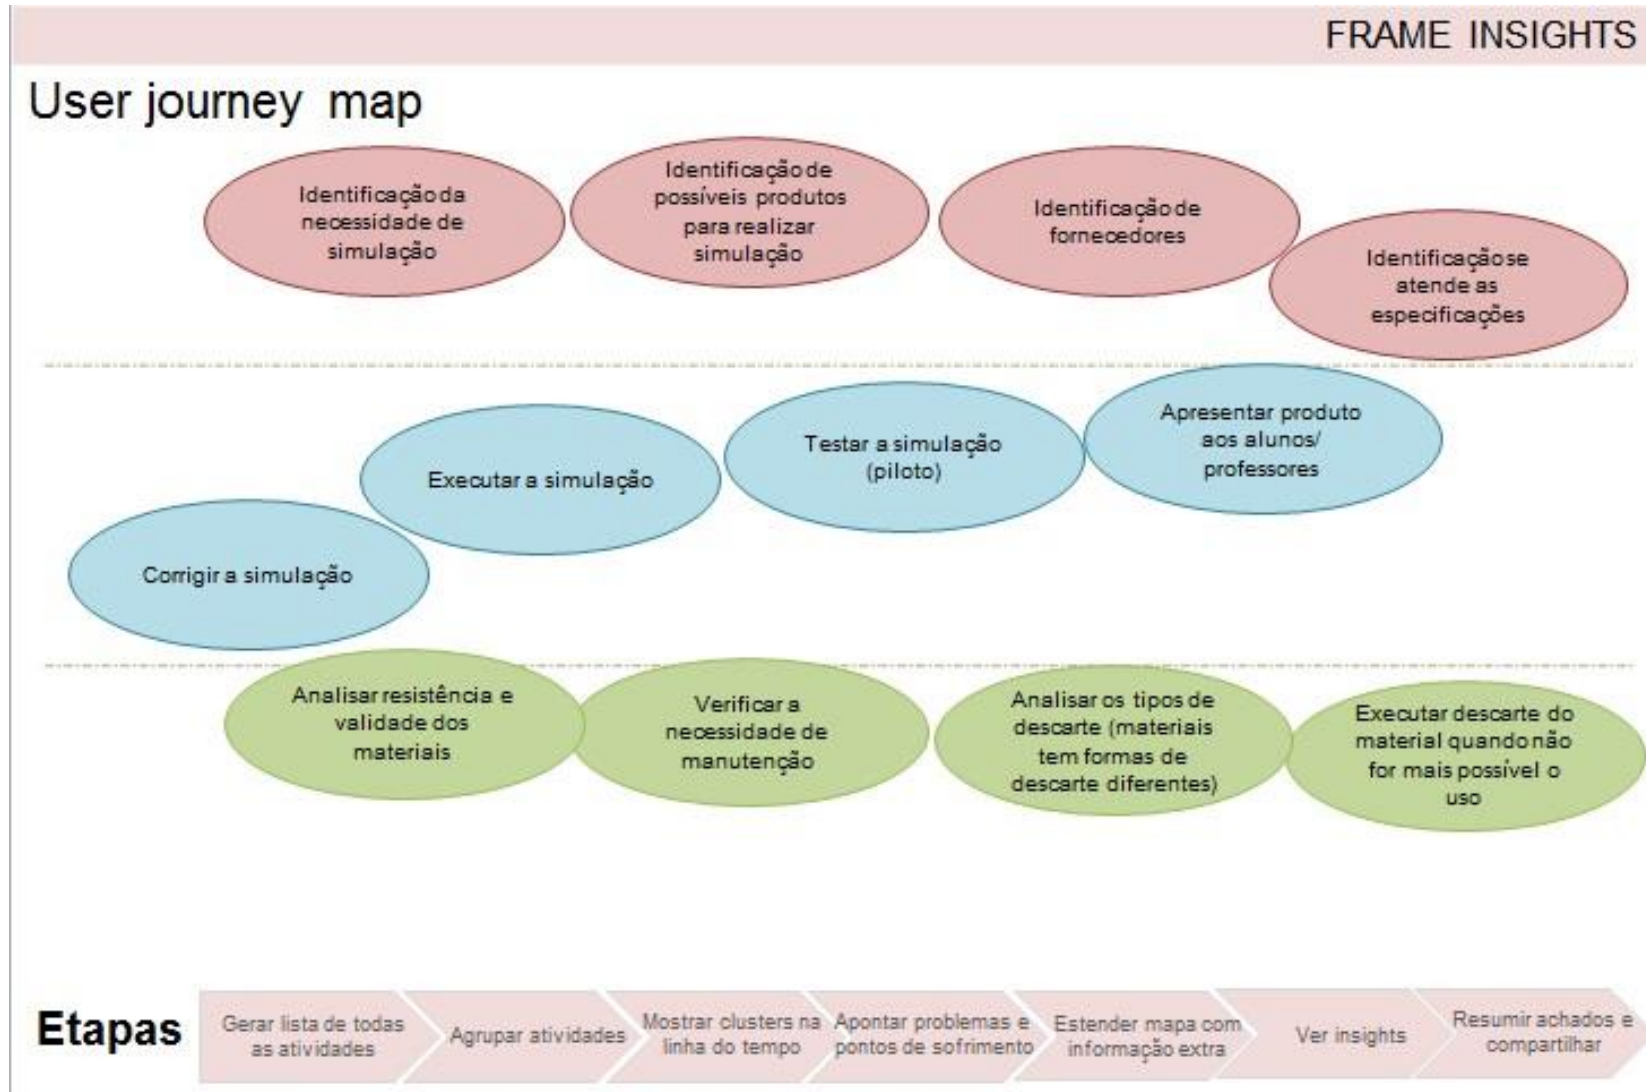 FRAME INSIGHTS
User journey map
Identificação da
necessidade de
simulação
Identificação de
possíveis produtos
para realizar
simulação
Identificação de
fornecedores
Identificação se
atende as
especificações
Corrigir a simulação
Executar a simulação
Testar a simulação
(piloto)
Apresentar produto
aos alunos/
professores
Analisar resistência e
validade dos
materiais
Verificar a
necessidade de
manutenção
Analisar os tipos de
descarte (materiais
tem formas de
descarte diferentes)
Executar descarte do
material quando não
for mais possível o
uso
Etapas
Gerar lista de todas
as atividades
Agrupar atividades
Mostrar clusters na
linha do tempo
Apontar problemas e
pontos de sofrimento
Estender mapa com
informação extra
Ver insights
Resumir achados e
compartilhar